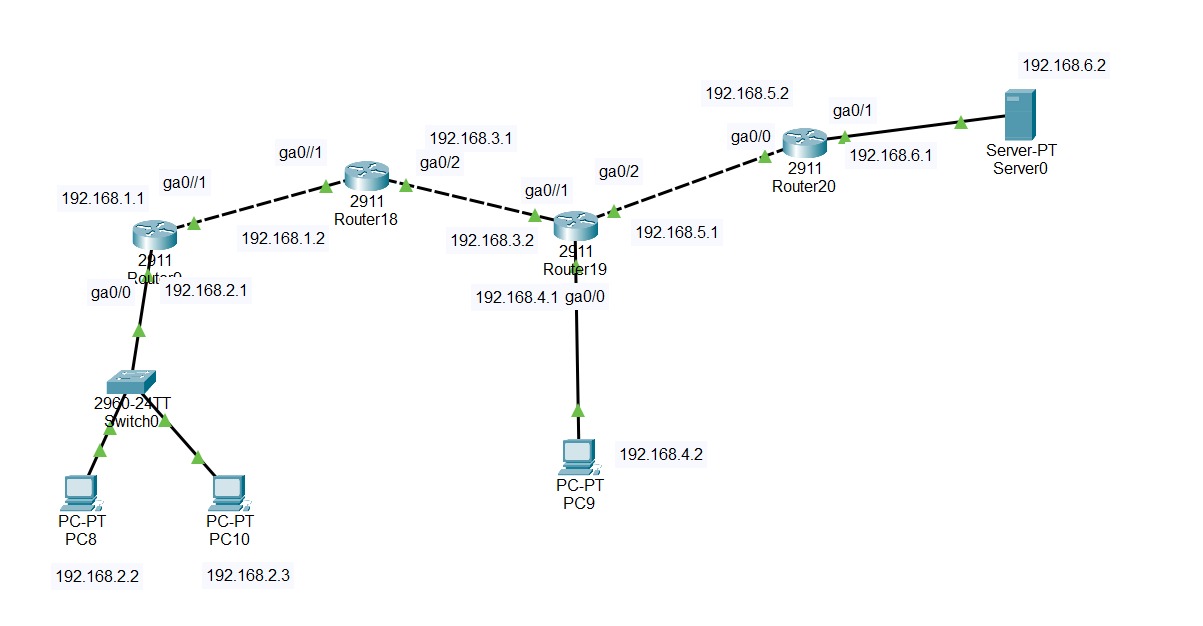 192.168.6.2
192.168.5.2
ga0/1
192.168.3.1
ga0/0
ga0//1
ga0/2
2911
Router20
192.168.6.1
Server-PT
Server0
192.168.1.1
ga0//1
2911
Router18
ga0//1
ga0/2
192.168.1.2
192.168.3.2
192.168.5.1
2911
Router0
2911
Router19
ga0/0
192.168.2.1
192.168.4.1
ga0/0
2960-24TT
Switch0
192.168.4.2
PC-PT
PC9
PC-PT
PC8
PC-PT
PC10
192.168.2.2
192.168.2.3